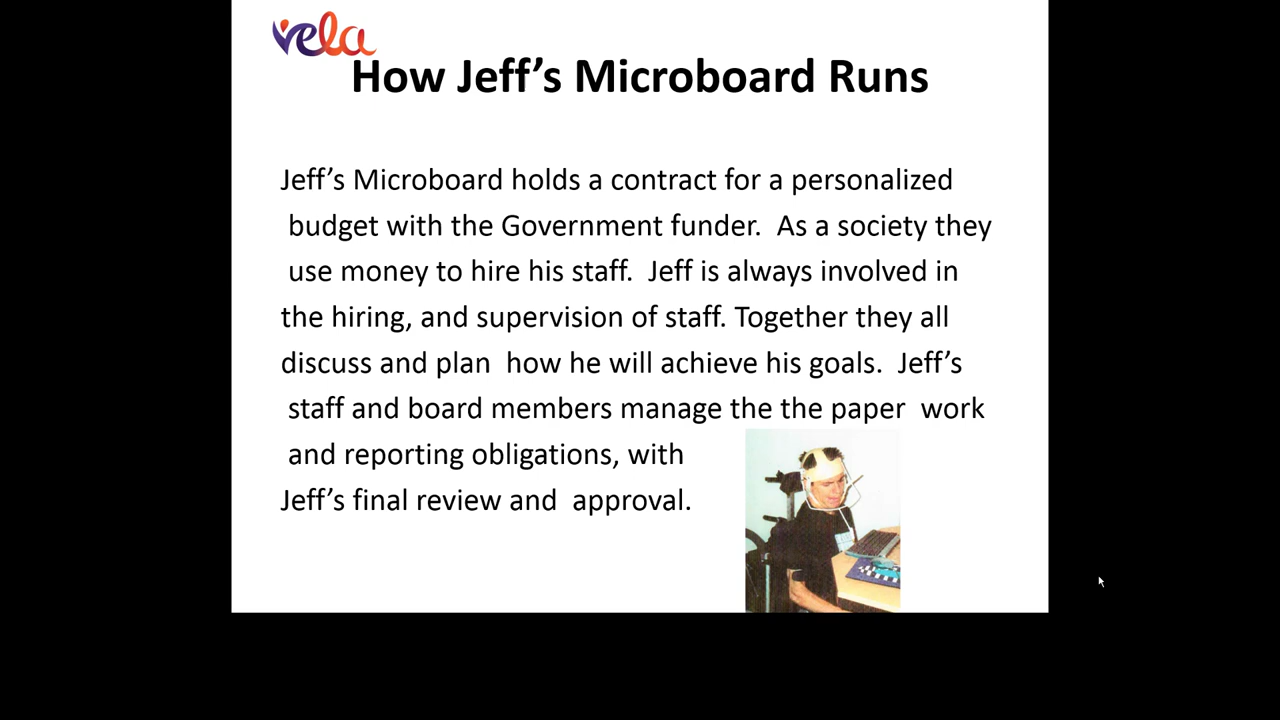 vela
How Jeff’s Microboard Runs
Jeff’s Microboard holds a contract for a personalized
budget with the Government funder.  As a society they
use money to hire his staff.  Jeff is always involved in
the hiring, and supervision of staff. Together they all
discuss and plan  how he will achieve his goals.  Jeff’s
staff and board members manage the the paper  work
and reporting obligations, with
Jeff’s final review and  approval.